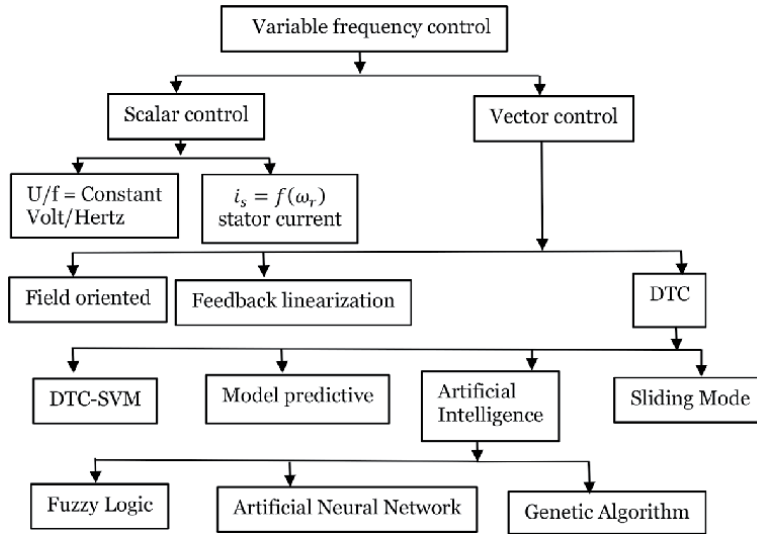 Variable frequency control
Scalar control
Vector control
U/f = Constant
Volt/Hertz
i_s = f(ω_r)
stator current
Field oriented
Feedback linearization
DTC
DTC-SVM
Model predictive
Artificial
Intelligence
Sliding Mode
Fuzzy Logic
Artificial Neural Network
Genetic Algorithm